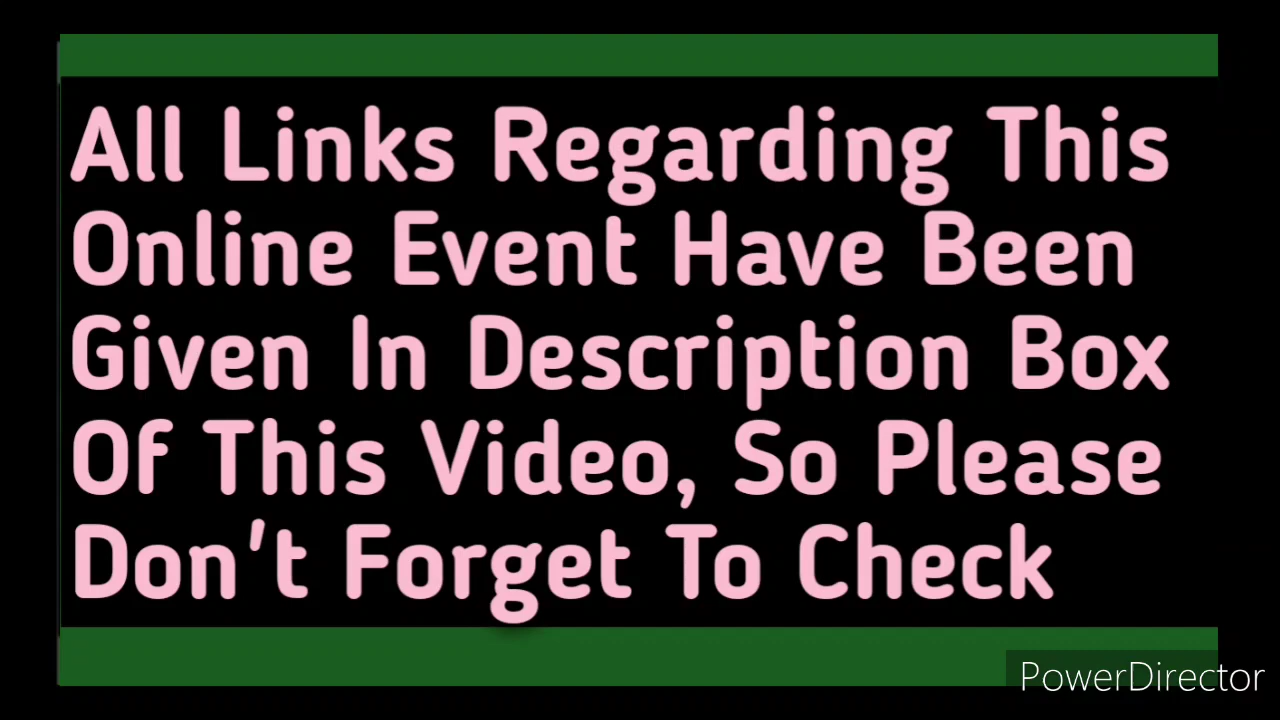 All Links Regarding This
Online Event Have Been
Given In Description Box
Of This Video, So Please
Don't Forget To Check
PowerDirector